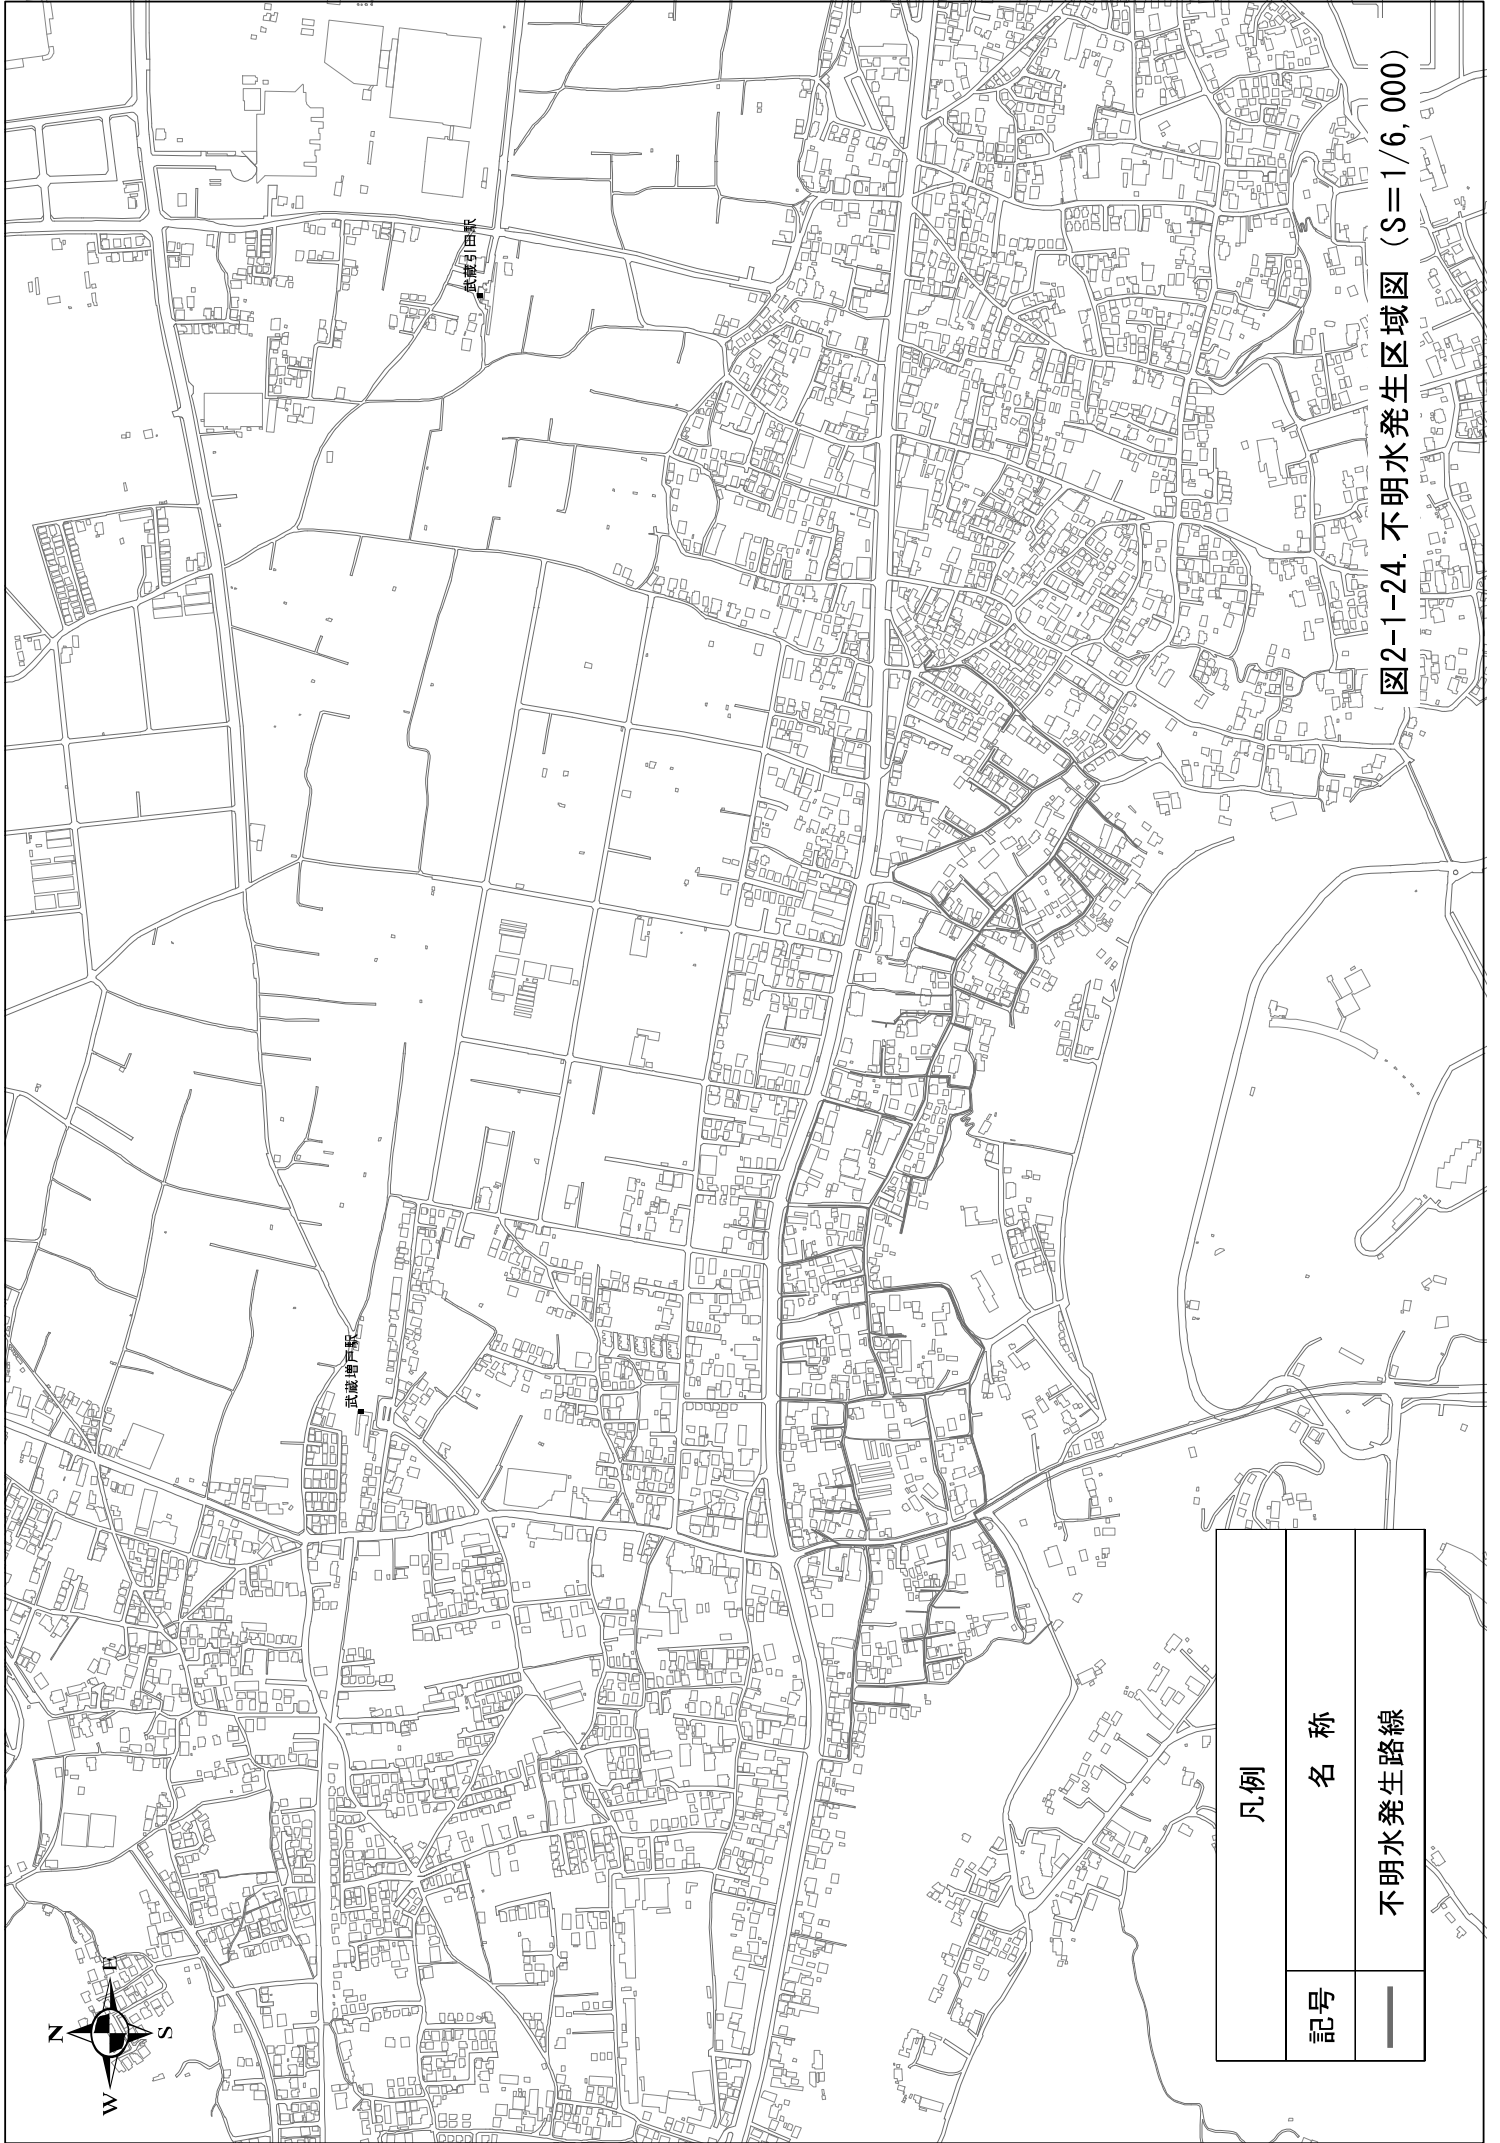 図2-1-24.不明水発生区域図 (S=1/6,000)
武蔵引田駅
武蔵増戸駅
N
W
E
S
凡例
記号
名称
不明水発生路線